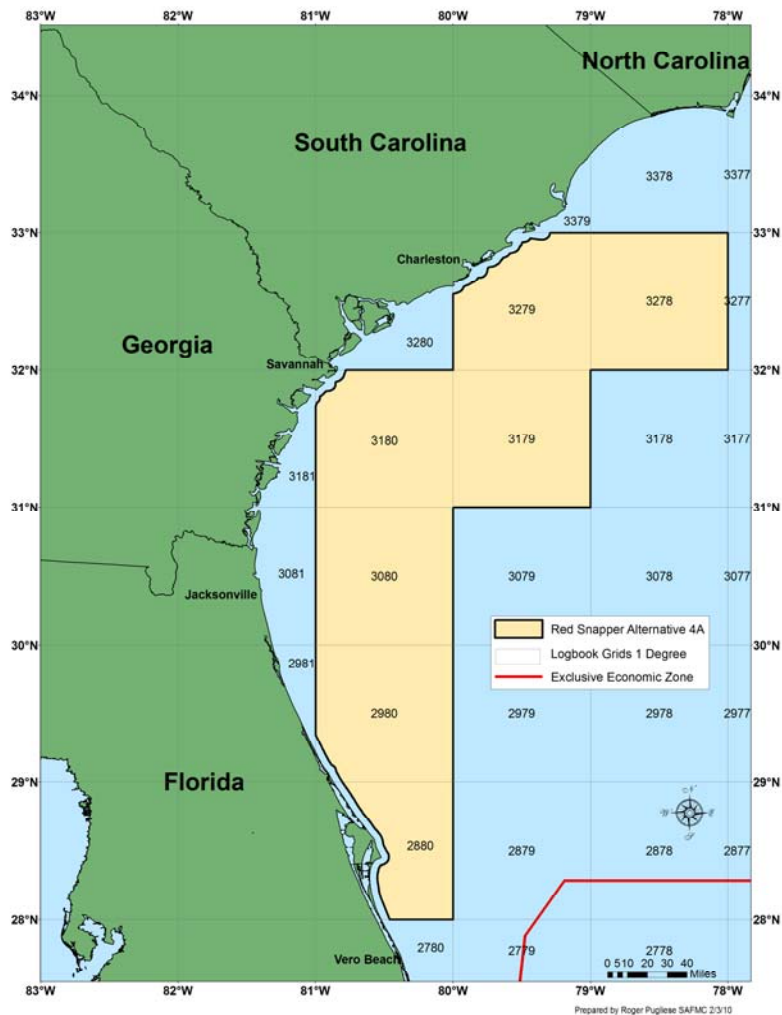 83°W 82°W 81°W 80°W 79°W 78°W
North Carolina
34°N 34°N
South Carolina
3378 3377
3379
33°N 33°N
Charleston
3279 3278 3277
Georgia 3280
Savannah
32°N 32°N
3180 3179 3178 3177
3181
31°N 31°N
3081 3080 3079 3078 3077
Jacksonville
Red Snapper Alternative 4A
30°N 30°N
Logbook Grids 1 Degree
2981
Exclusive Economic Zone
2980 2979 2978 2977
29°N 29°N
Florida
N
W E
S
2880 2879 2878 2877
28°N 28°N
2780 2779 2778
Vero Beach
0 5 10 20 30 40
Miles
83°W 82°W 81°W 80°W 79°W 78°W
Prepared by Roger Pugliese SAFMC 2/3/10